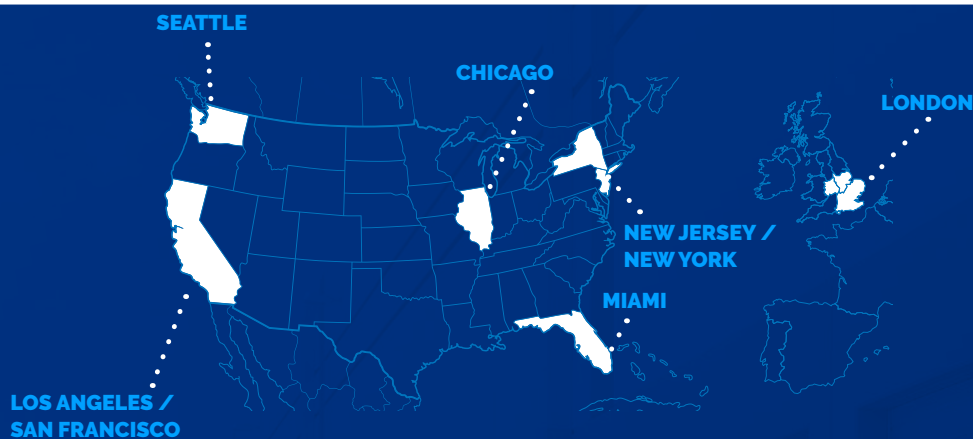 SEATTLE
CHICAGO
LONDON
NEW JERSEY /
NEW YORK
MIAMI
LOS ANGELES /
SAN FRANCISCO